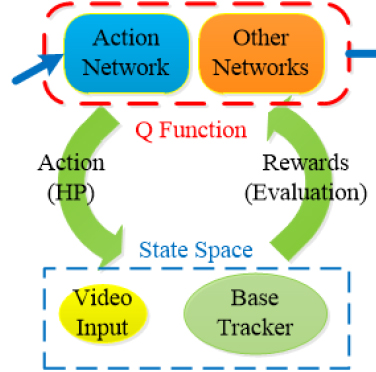 Action
Network
Other
Networks
Q Function
Action
(HP)
Rewards
(Evaluation)
State Space
Video
Input
Base
Tracker